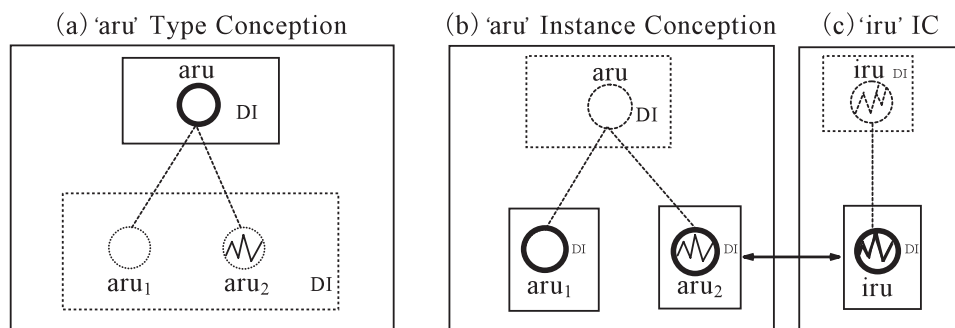 (a) ‘aru’ Type Conception
aru
DI
aru₁
aru₂
DI
(b) ‘aru’ Instance Conception
aru
DI
DI
aru₁
DI
aru₂
(c) ‘iru’ IC
iru DI
DI
iru